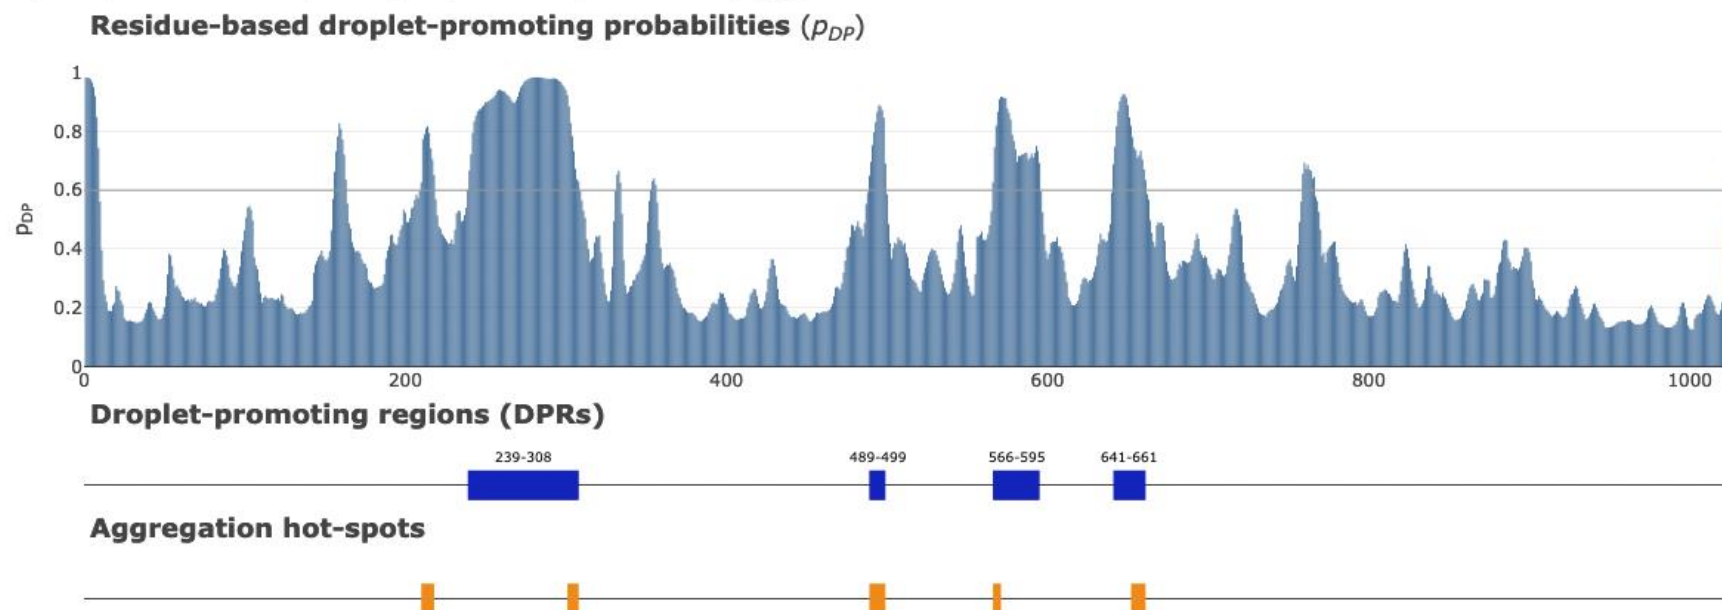 Residue-based droplet-promoting probabilities (pDP)
1
0.8
0.6
0.4
0.2
0
pDP
0 200 400 600 800 1000
Droplet-promoting regions (DPRs)
239-308 489-499 566-595 641-661
Aggregation hot-spots